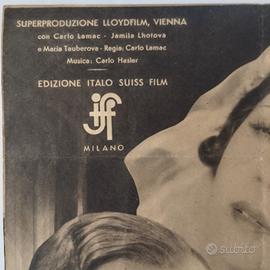 SUPERPRODUZIONE LLOYDFILM, VIENNA
con Carlo Lamac - Jamila Lhotova
e Maria Tauberova - Regia: Carlo Lamac
Musica: Carlo Hasler
EDIZIONE ITALO SUISS FILM
isf
MILANO
subito